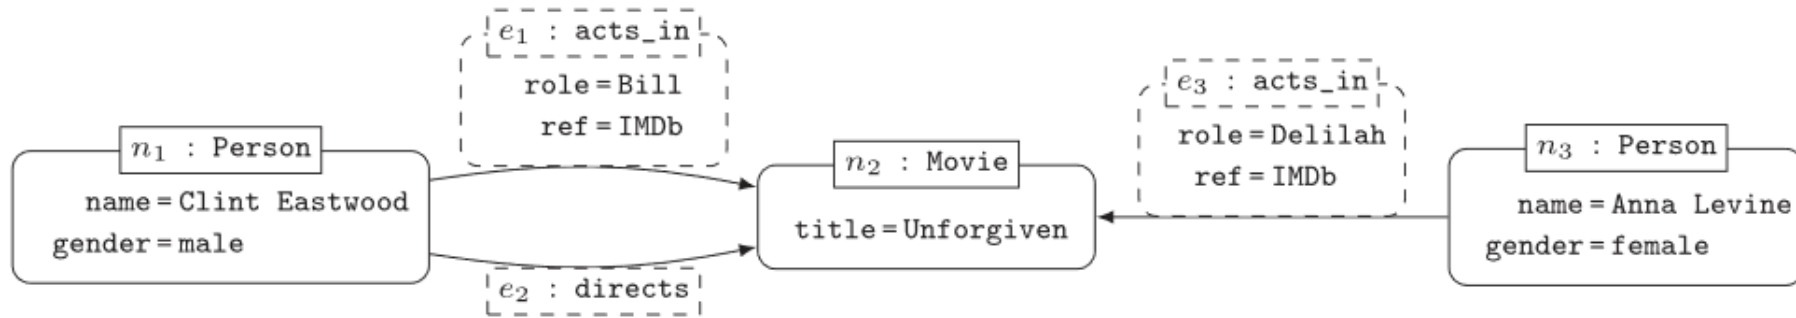 n₁ : Person
name = Clint Eastwood
gender = male
e₁ : acts_in
role = Bill
ref = IMDb
e₂ : directs
n₂ : Movie
title = Unforgiven
e₃ : acts_in
role = Delilah
ref = IMDb
n₃ : Person
name = Anna Levine
gender = female